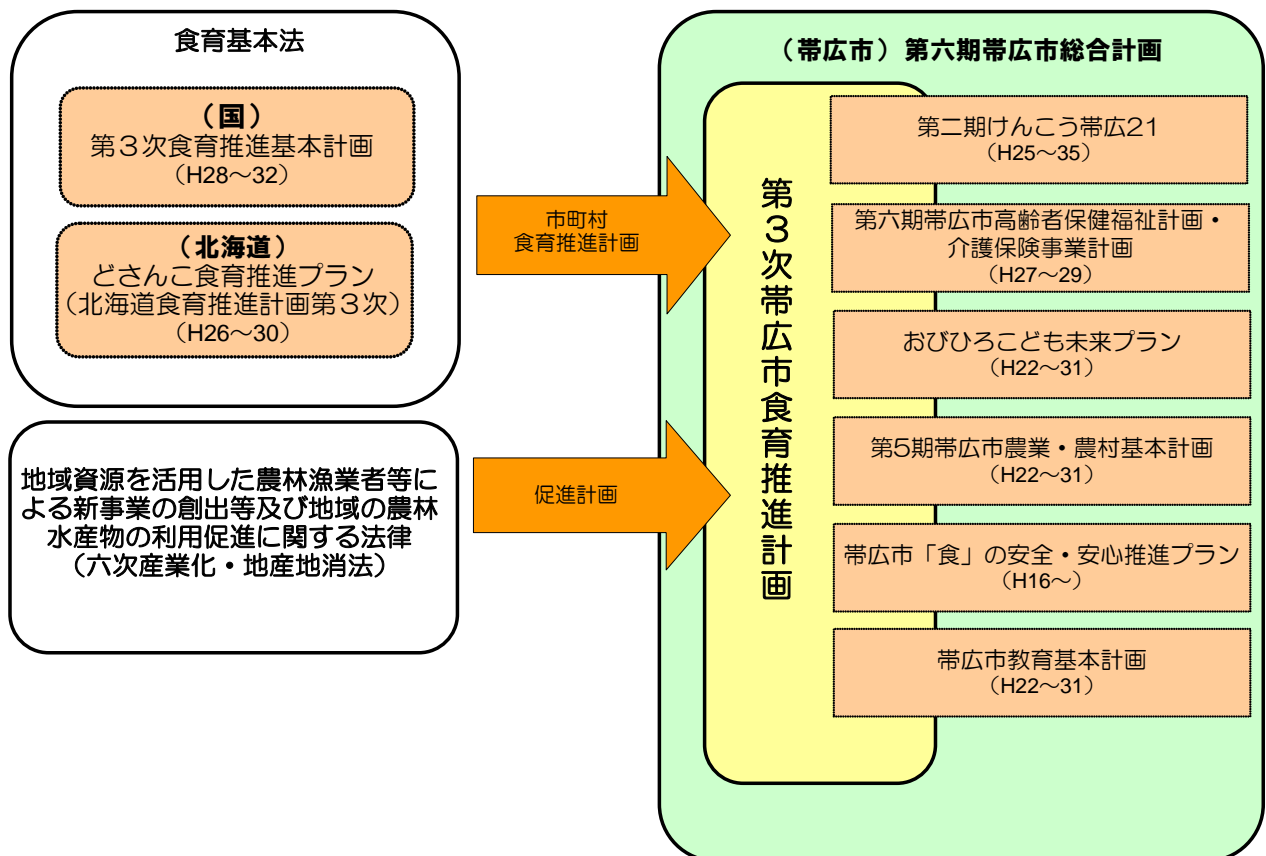 食育基本法
（国）
第３次食育推進基本計画
（H28～32）
（北海道）
どさんこ食育推進プラン
（北海道食育推進計画第３次）
（H26～30）
地域資源を活用した農林漁業者等に
よる新事業の創出等及び地域の農林
水産物の利用促進に関する法律
（六次産業化・地産地消法）
市町村
食育推進計画
促進計画
（帯広市）第六期帯広市総合計画
第３次帯広市食育推進計画
第二期けんこう帯広21
（H25～35）
第六期帯広市高齢者保健福祉計画・
介護保険事業計画
（H27～29）
おびひろこども未来プラン
（H22～31）
第5期帯広市農業・農村基本計画
（H22～31）
帯広市「食」の安全・安心推進プラン
（H16～）
帯広市教育基本計画
（H22～31）